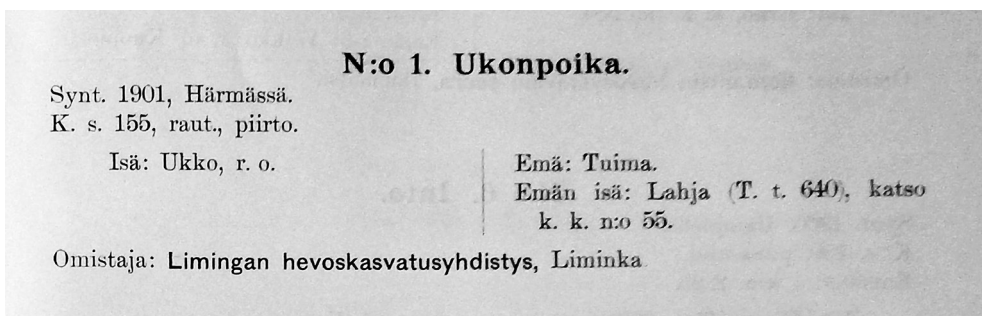 N:o 1. Ukonpoika.
Synt. 1901, Härmässä.
K. s. 155, raut., piirto.
Isä: Ukko, r. o.
Emä: Tuima.
Emän isä: Lahja (T. t. 640), katso
k. k. n:o 55.
Omistaja: Limingan hevoskasvatusyhdistys, Liminka